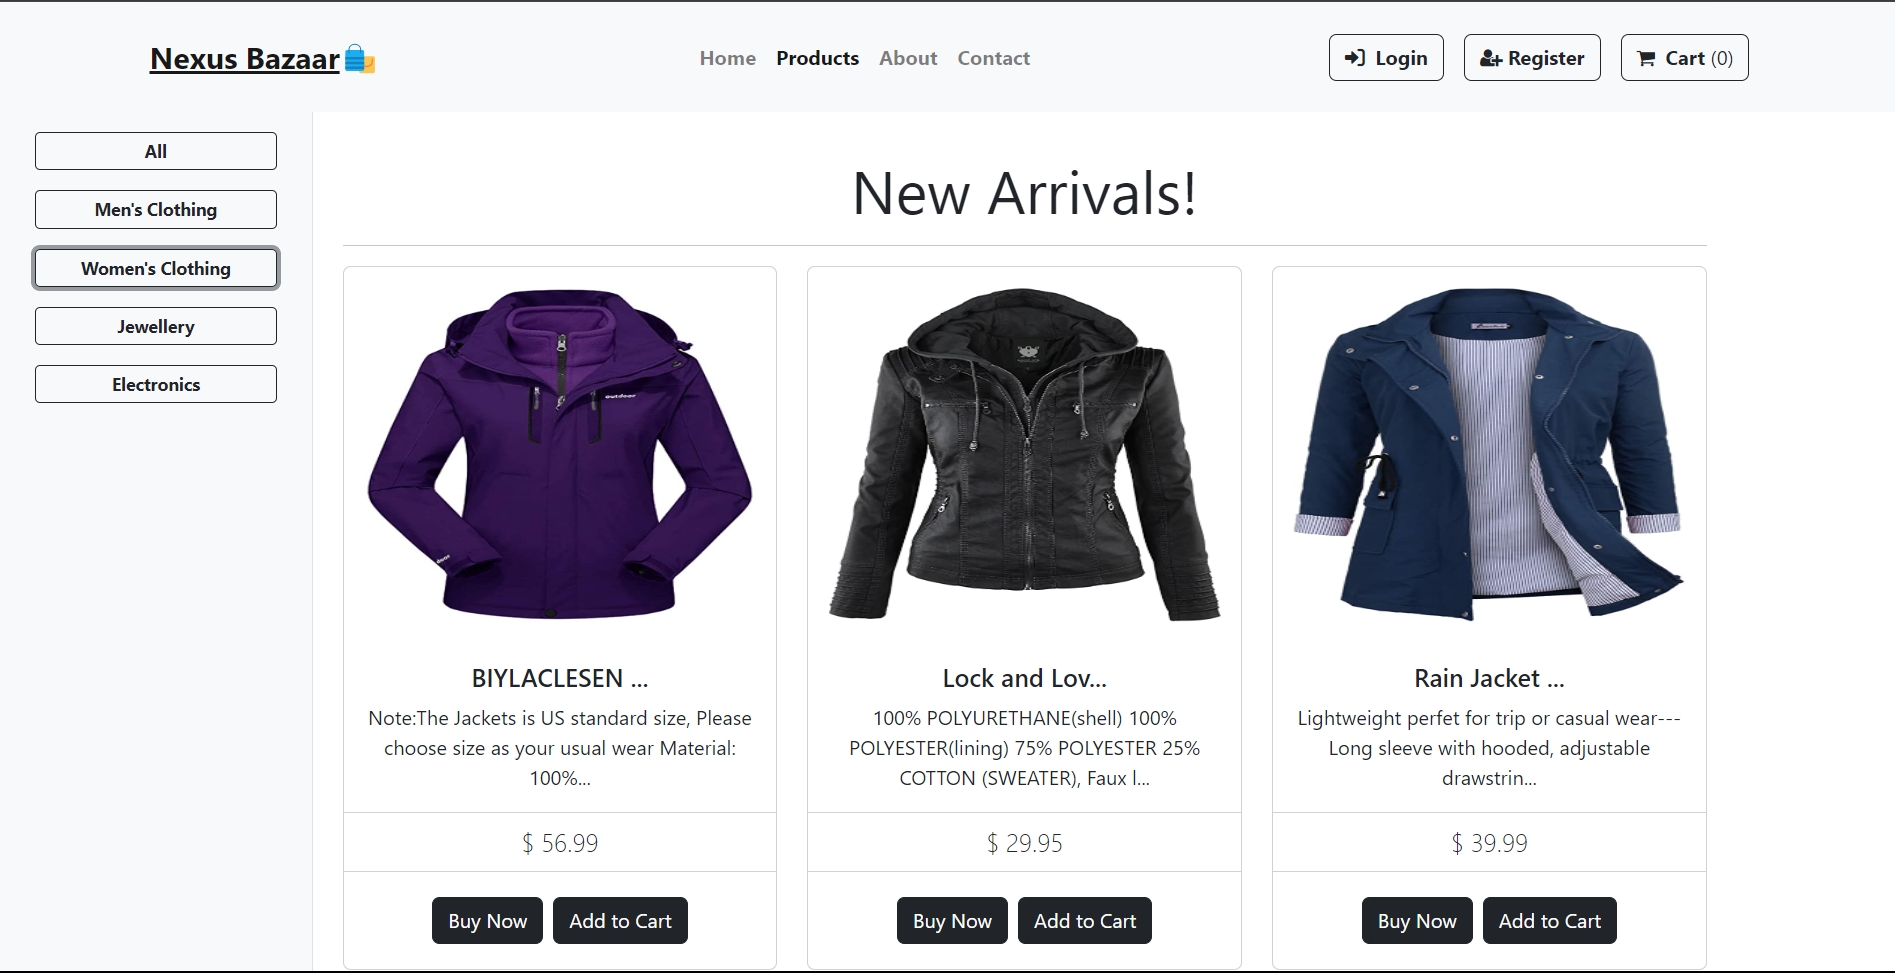 Nexus Bazaar
Home Products About Contact
Login
Register
Cart (0)
All
Men's Clothing
Women's Clothing
Jewellery
Electronics
New Arrivals!
outdoor
BIYLACLESEN ...
Note:The Jackets is US standard size, Please
choose size as your usual wear Material:
100%...
$ 56.99
Buy Now
Add to Cart
Lock and Lov...
100% POLYURETHANE(shell) 100%
POLYESTER(lining) 75% POLYESTER 25%
COTTON (SWEATER), Faux l...
$ 29.95
Buy Now
Add to Cart
Rain Jacket ...
Lightweight perfet for trip or casual wear---
Long sleeve with hooded, adjustable
drawstrin...
$ 39.99
Buy Now
Add to Cart